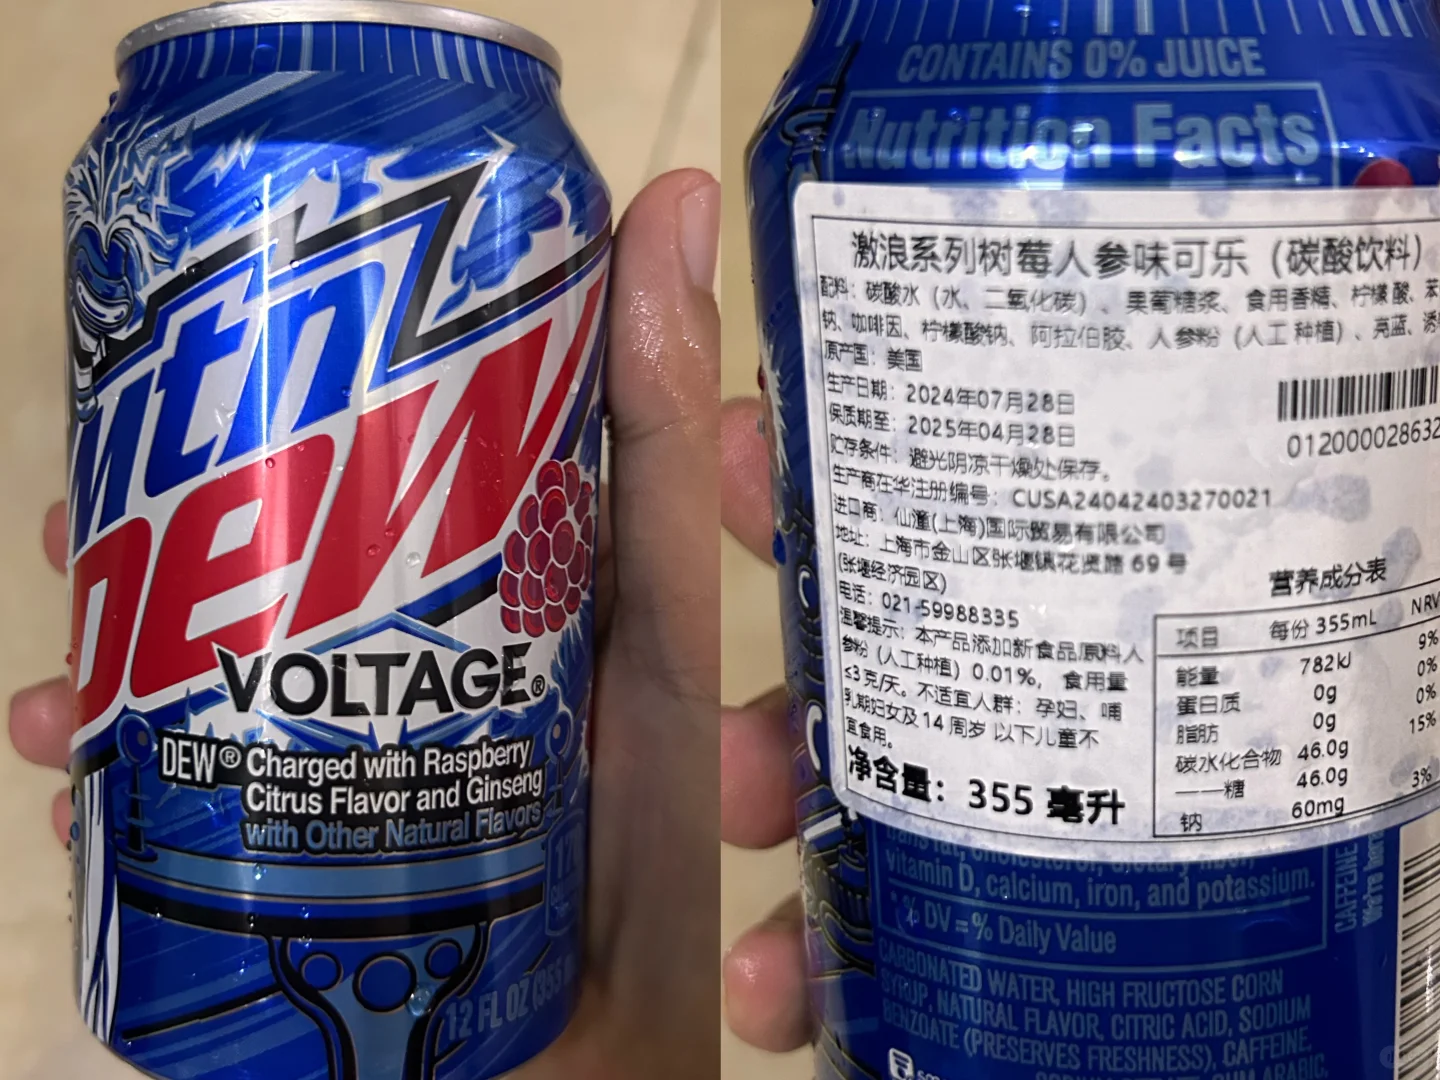 Mtn
Dew
VOLTAGE®
DEW® Charged with Raspberry
Citrus Flavor and Ginseng
with Other Natural Flavors
12 FL OZ (355
CONTAINS 0% JUICE
Nutrition Facts
激浪系列树莓人参味可乐（碳酸饮料）
配料：碳酸水（水、二氧化碳）、果葡糖浆、食用香精、柠檬酸、苯
钠、咖啡因、柠檬酸钠、阿拉伯胶、人参粉（人工种植）、亮蓝、诱
原产国：美国
生产日期：2024年07月28日
保质期至：2025年04月28日
贮存条件：避光阴凉干燥处保存。
生产商在华注册编号：CUSA24042403270021
进口商：仙潼(上海)国际贸易有限公司
地址：上海市金山区张堰镇花贤路 69 号
(张堰经济园区)
电话：021-59988335
温馨提示：本产品添加新食品原料人
参粉（人工种植）0.01%，食用量
≤3克/天。不适宜人群：孕妇、哺
乳期妇女及14周岁以下儿童不
宜食用。
净含量：355 毫升
012000028632
营养成分表
项目 每份 355mL NRV
能量 782kJ 9%
蛋白质 0g 0%
脂肪 0g 0%
碳水化合物 46.0g 15%
——糖 46.0g
钠 60mg 3%
vitamin D, calcium, iron, and potassium.
* % DV = % Daily Value
CARBONATED WATER, HIGH FRUCTOSE CORN
SYRUP, NATURAL FLAVOR, CITRIC ACID, SODIUM
BENZOATE (PRESERVES FRESHNESS), CAFFEINE,
GUM ARABIC,
CAFFEINE
We're here